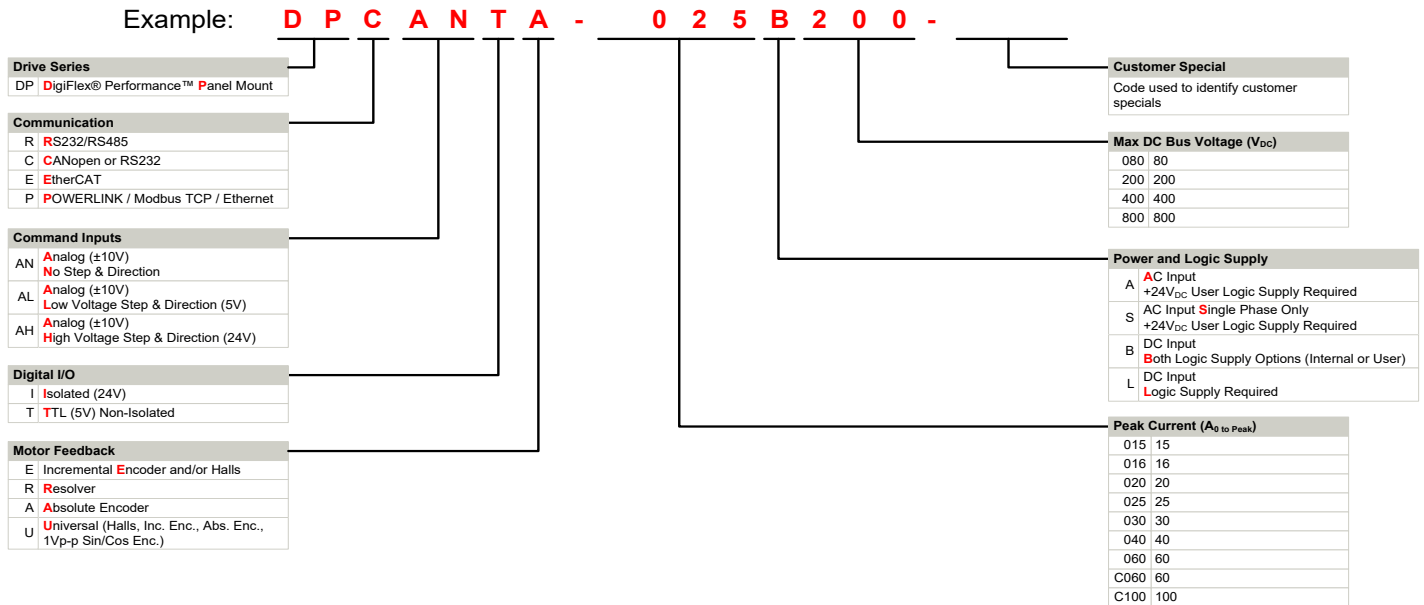 Example: D P C A N T A - 0 2 5 B 2 0 0 -
Drive Series
DP DigiFlex® Performance™ Panel Mount
Communication
R RS232/RS485
C CANopen or RS232
E EtherCAT
P POWERLINK / Modbus TCP / Ethernet
Command Inputs
AN Analog (±10V)
No Step & Direction
AL Analog (±10V)
Low Voltage Step & Direction (5V)
AH Analog (±10V)
High Voltage Step & Direction (24V)
Digital I/O
I Isolated (24V)
T TTL (5V) Non-Isolated
Motor Feedback
E Incremental Encoder and/or Halls
R Resolver
A Absolute Encoder
U Universal (Halls, Inc. Enc., Abs. Enc.,
1Vp-p Sin/Cos Enc.)
Customer Special
Code used to identify customer
specials
Max DC Bus Voltage (VDC)
080 80
200 200
400 400
800 800
Power and Logic Supply
A AC Input
+24VDC User Logic Supply Required
S AC Input Single Phase Only
+24VDC User Logic Supply Required
B DC Input
Both Logic Supply Options (Internal or User)
L DC Input
Logic Supply Required
Peak Current (A0 to Peak)
015 15
016 16
020 20
025 25
030 30
040 40
060 60
C060 60
C100 100